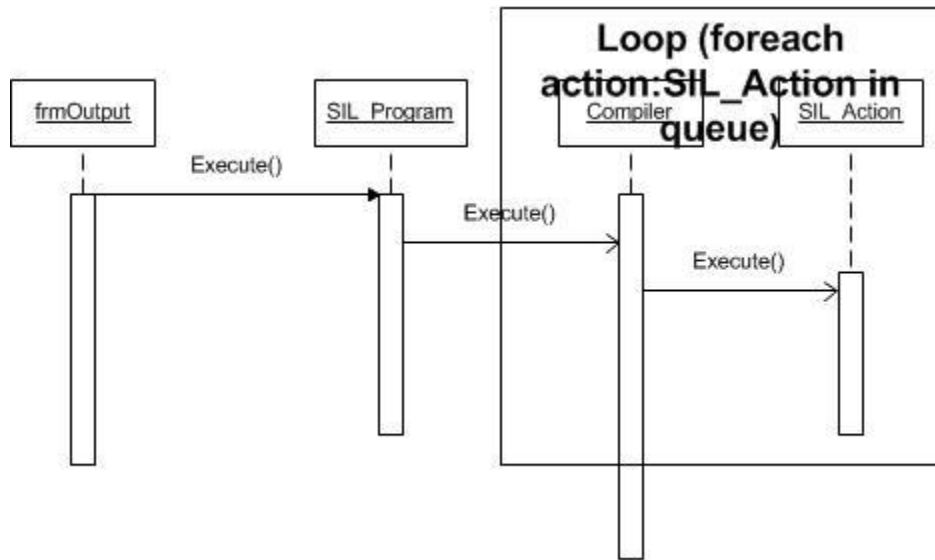 Loop (foreach
action:SIL_Action in
queue)
frmOutput
SIL_Program
Compiler
SIL_Action
Execute()
Execute()
Execute()